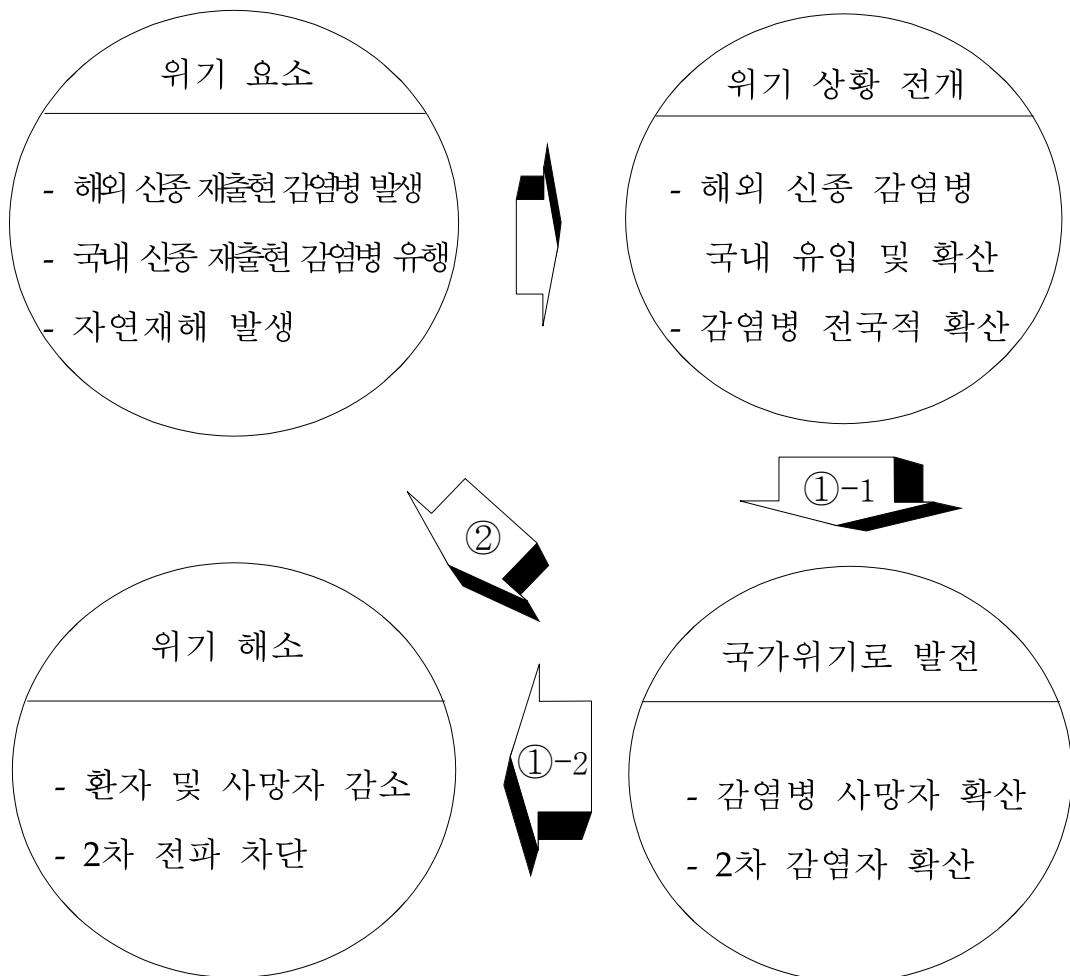 위기 요소
- 해외 신종 재출현 감염병 발생
- 국내 신종 재출현 감염병 유행
- 자연재해 발생
위기 상황 전개
- 해외 신종 감염병
국내 유입 및 확산
- 감염병 전국적 확산
①-1
②
위기 해소
- 환자 및 사망자 감소
- 2차 전파 차단
①-2
국가위기로 발전
- 감염병 사망자 확산
- 2차 감염자 확산